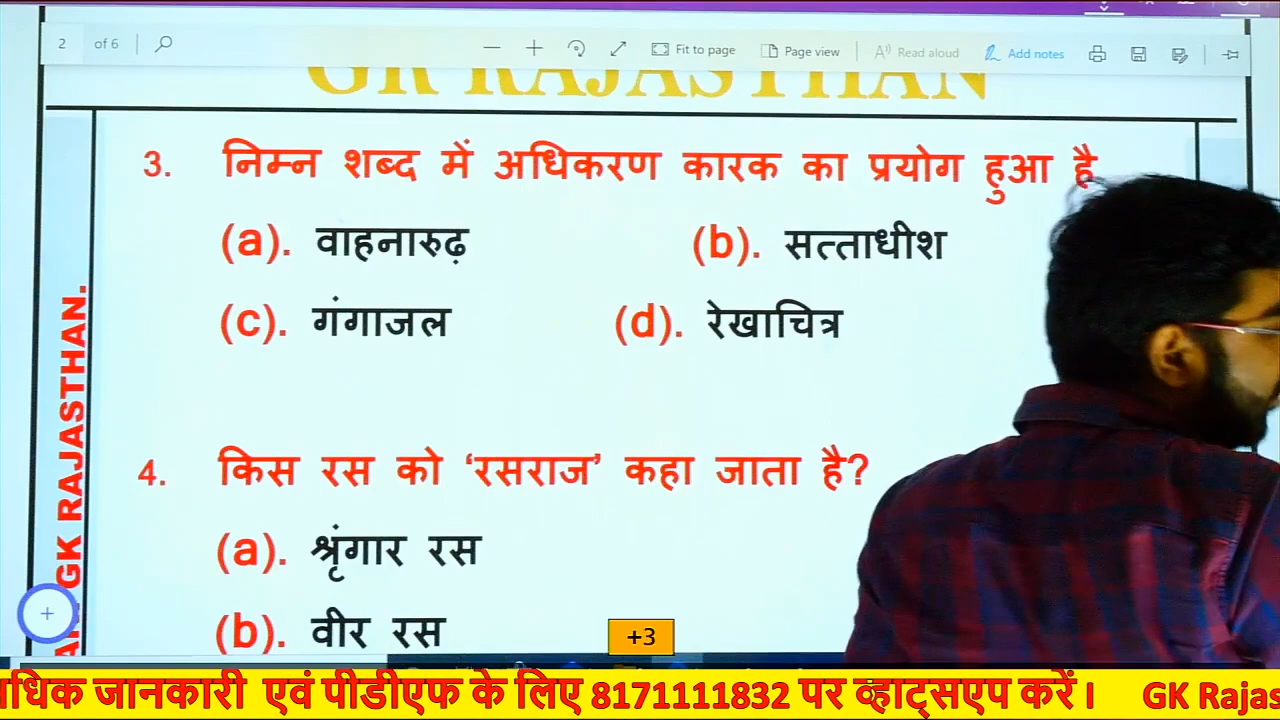 2 of 6 Fit to page Page view Read aloud Add notes
GK RAJASTHAN
3. निम्न शब्द में अधिकरण कारक का प्रयोग हुआ है
(a). वाहनारुढ़ (b). सत्ताधीश
(c). गंगाजल (d). रेखाचित्र
4. किस रस को ‘रसराज’ कहा जाता है?
(a). श्रृंगार रस
(b). वीर रस
GK RAJASTHAN.
+3
धिक जानकारी एवं पीडीएफ के लिए 8171111832 पर व्हाट्सएप करें। GK Rajas